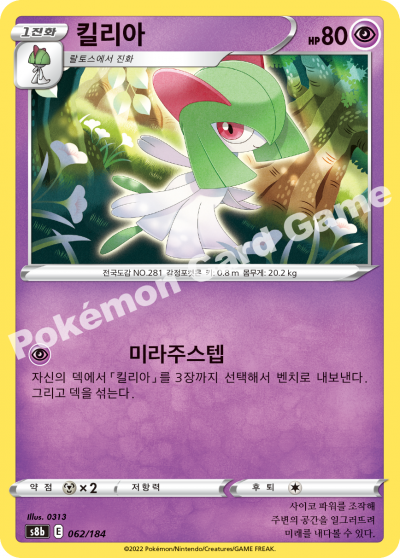 1진화
킬리아
HP 80
랄토스에서 진화
Pokémon Card Game
전국도감 NO.281 감정포켓몬 키: 0.8 m 몸무게: 20.2 kg
미라주스텝
자신의 덱에서 「킬리아」를 3장까지 선택해서 벤치로 내보낸다.
그리고 덱을 섞는다.
약점 ×2 저항력 후퇴
Illus. 0313
s8b E 062/184
사이코 파워를 조작해
주변의 공간을 일그러뜨려
미래를 내다볼 수 있다.
©2022 Pokémon/Nintendo/Creatures/GAME FREAK.